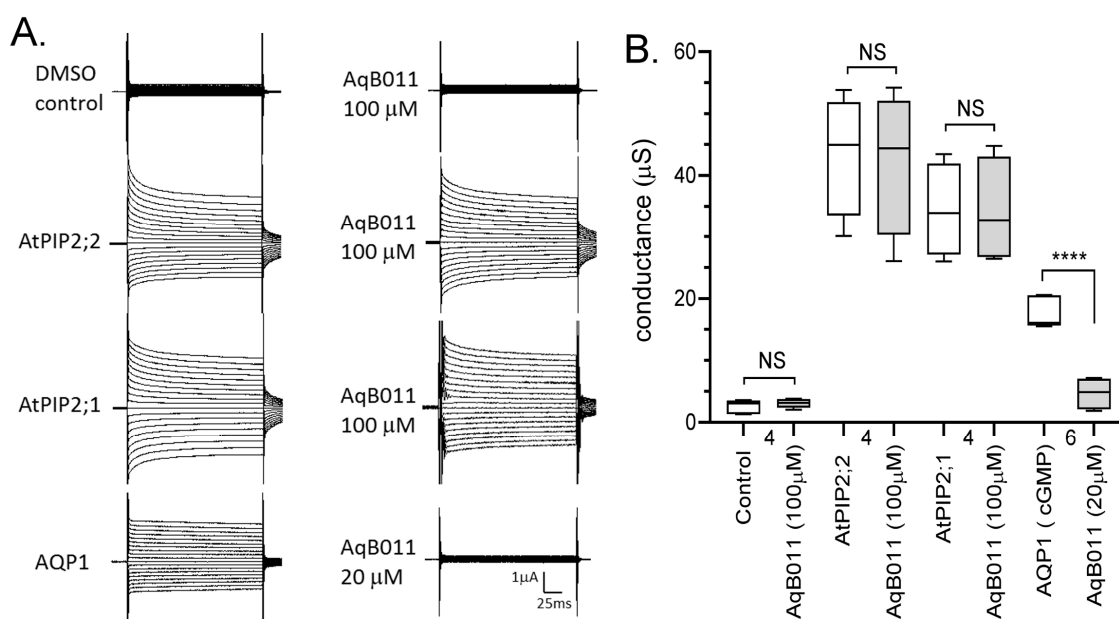 A.
DMSO
control
AqB011
100 μM
AtPIP2;2
AqB011
100 μM
AtPIP2;1
AqB011
100 μM
AQP1
AqB011
20 μM
1μA
25ms
B.
conductance (μS)
60
40
20
0
NS
NS
NS
****
4
4
4
6
Control
AqB011 (100μM)
AtPIP2;2
AqB011 (100μM)
AtPIP2;1
AqB011 (100μM)
AQP1 ( cGMP)
AqB011 (20μM)